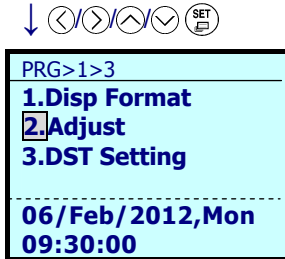 SET
PRG>1>3
1.Disp Format
2.Adjust
3.DST Setting
06/Feb/2012,Mon
09:30:00